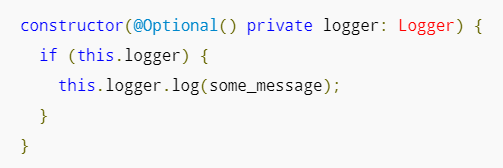 constructor(@Optional() private logger: Logger) {
  if (this.logger) {
    this.logger.log(some_message);
  }
}